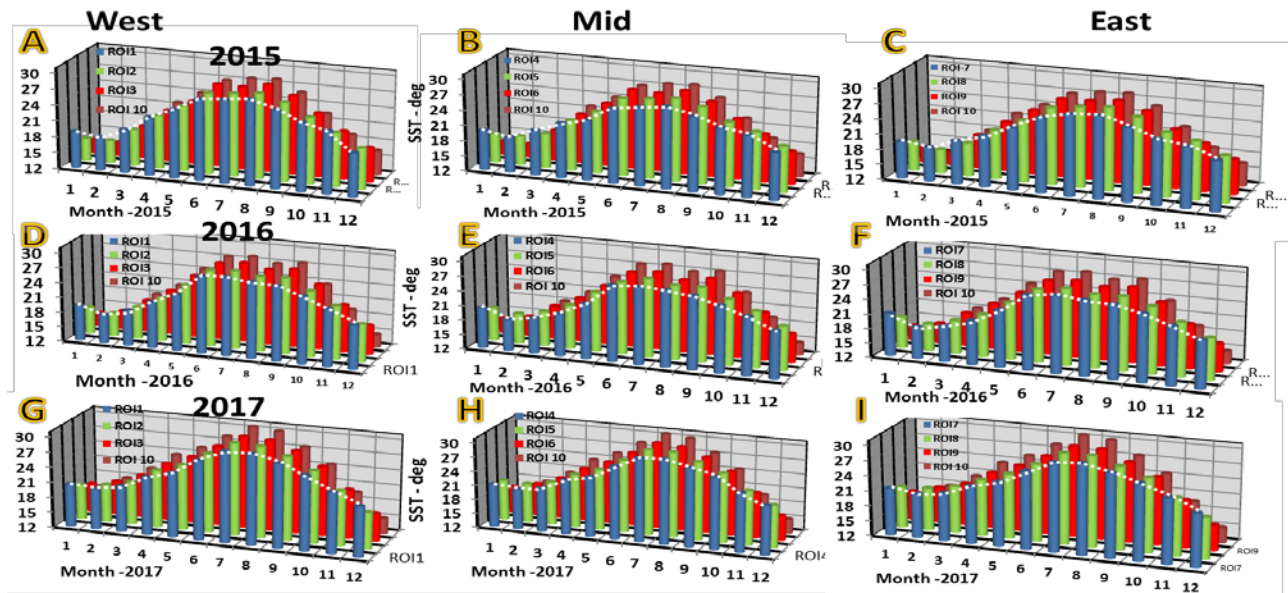 West
Mid
East
A
2015
ROI1
ROI2
ROI3
ROI 10
30
27
24
21
18
15
12
1 2 3 4 5 6 7 8 9 10 11 12
Month -2015
R...
R...
B
SST - deg
ROI4
ROI5
ROI6
ROI 10
30
27
24
21
18
15
12
1 2 3 4 5 6 7 8 9 10 11 12
Month -2015
R
R...
C
ROI-7
ROI8
ROI9
ROI 10
30
27
24
21
18
15
12
1 2 3 4 5 6 7 8 9 10 11 12
Month -2015
R...
R...
D
2016
ROI1
ROI2
ROI3
ROI 10
30
27
24
21
18
15
12
1 2 3 4 5 6 7 8 9 10 11 12
Month -2016
ROI1
E
SST - deg
ROI4
ROI5
ROI6
ROI 10
30
27
24
21
18
15
12
1 2 3 4 5 6 7 8 9 10 11 12
Month -2016
R
F
ROI7
ROI8
ROI9
ROI 10
30
27
24
21
18
15
12
1 2 3 4 5 6 7 8 9 10 11 12
Month -2016
R...
R...
G
2017
ROI1
ROI2
ROI3
ROI 10
30
27
24
21
18
15
12
1 2 3 4 5 6 7 8 9 10 11 12
Month -2017
ROI1
H
SST - deg
ROI4
ROI5
ROI6
ROI 10
30
27
24
21
18
15
12
1 2 3 4 5 6 7 8 9 10 11 12
Month -2017
ROI4
I
ROI7
ROI8
ROI9
ROI 10
30
27
24
21
18
15
12
1 2 3 4 5 6 7 8 9 10 11 12
Month -2017
ROI9
ROI7